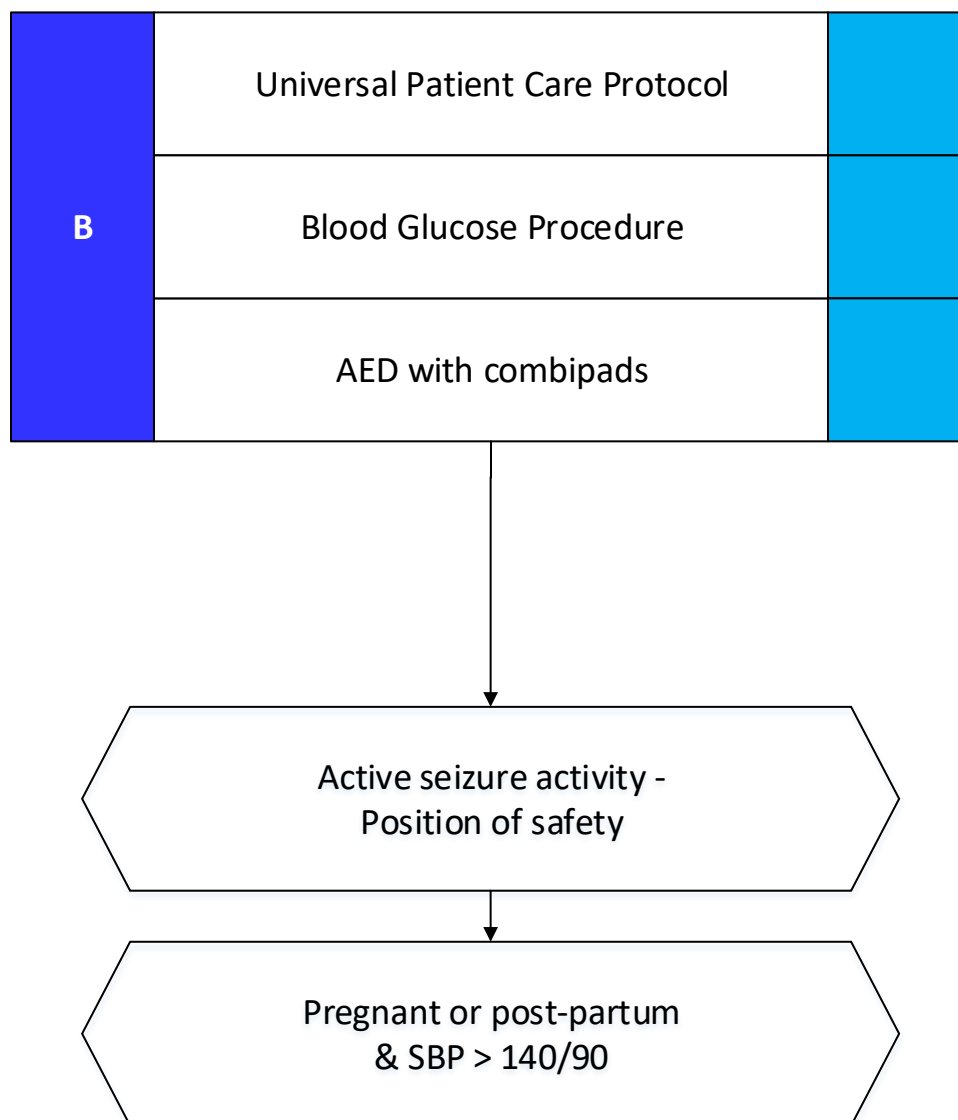 Universal Patient Care Protocol
B
Blood Glucose Procedure
AED with combipads
Active seizure activity -
Position of safety
Pregnant or post-partum
& SBP > 140/90